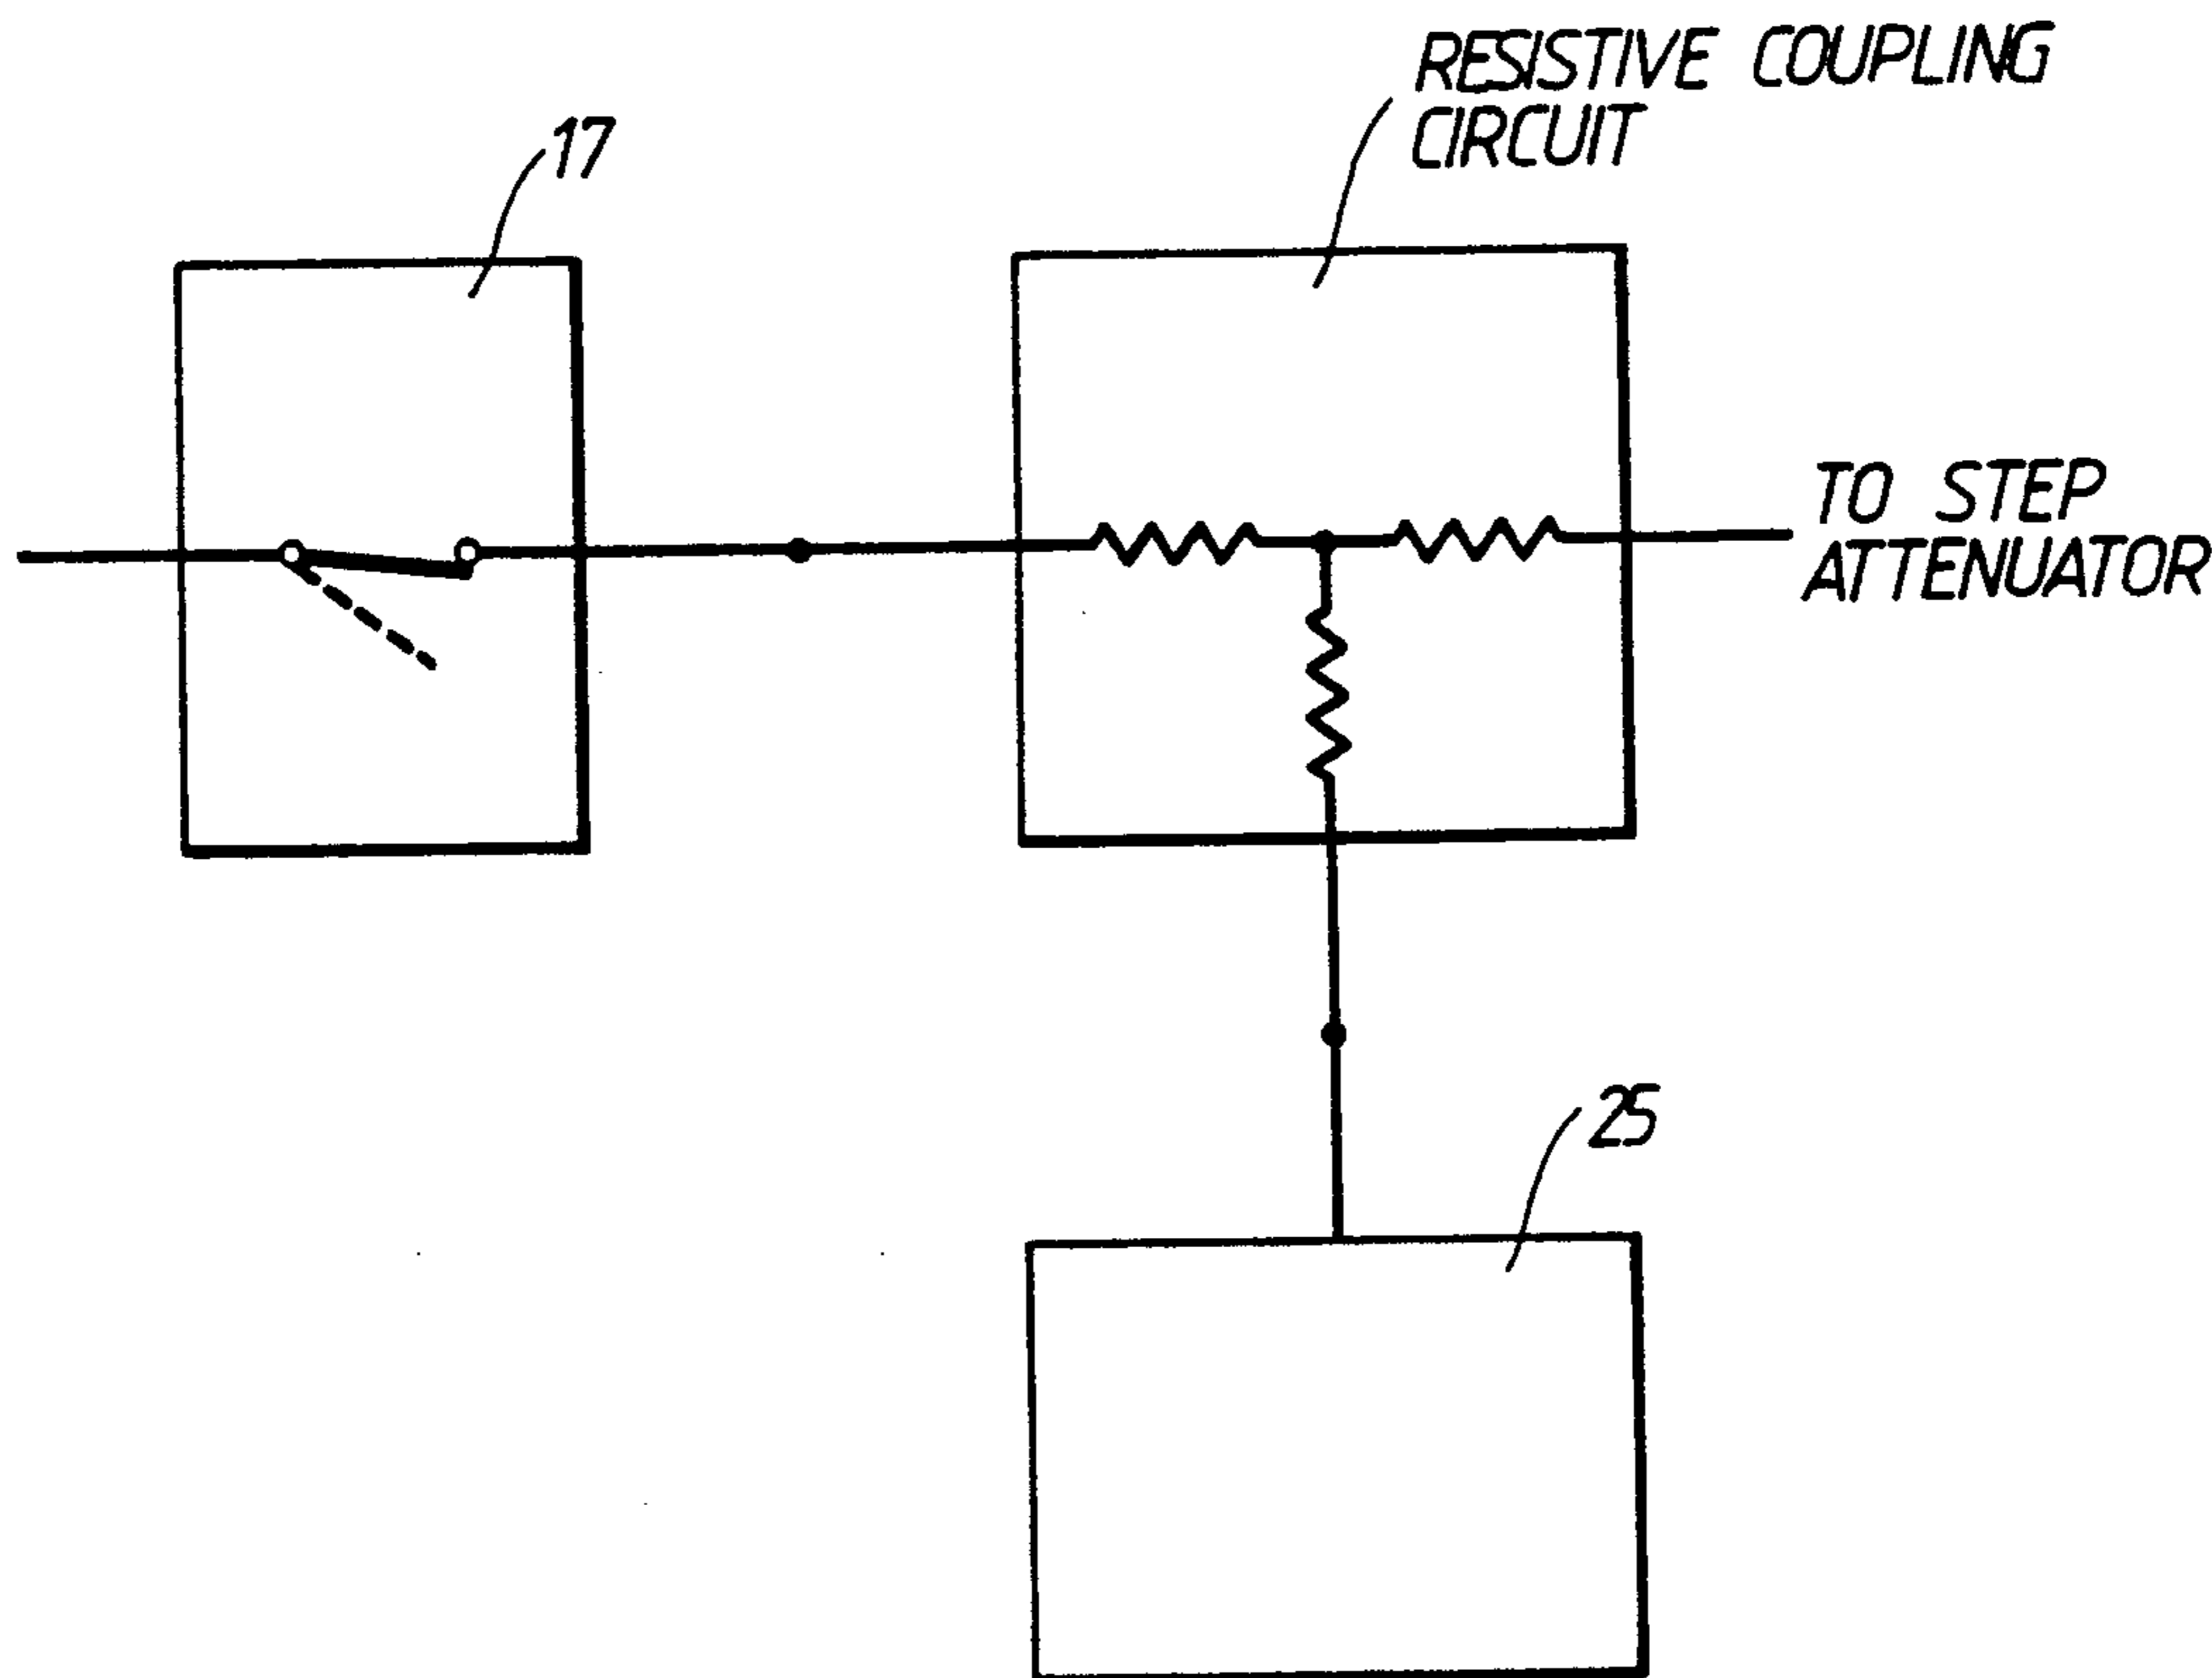 RESISTIVE COUPLING
CIRCUIT
17
TO STEP
ATTENUATOR
25